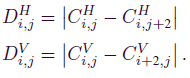 D^H_{i,j} = |C^H_{i,j} − C^H_{i,j+2}|
D^V_{i,j} = |C^V_{i,j} − C^V_{i+2,j}|.